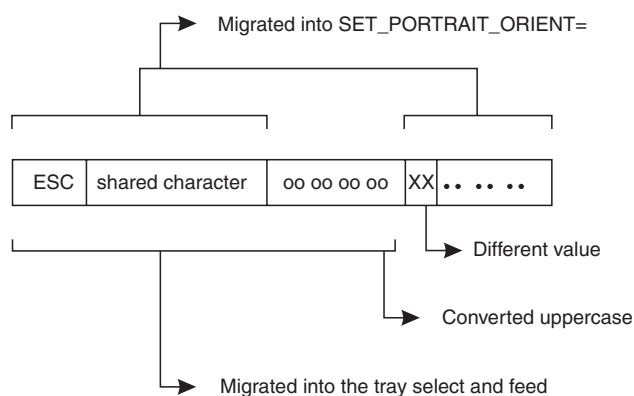 Migrated into SET_PORTRAIT_ORIENT=
ESC shared character oo oo oo oo XX .. .. ..
Different value
Converted uppercase
Migrated into the tray select and feed